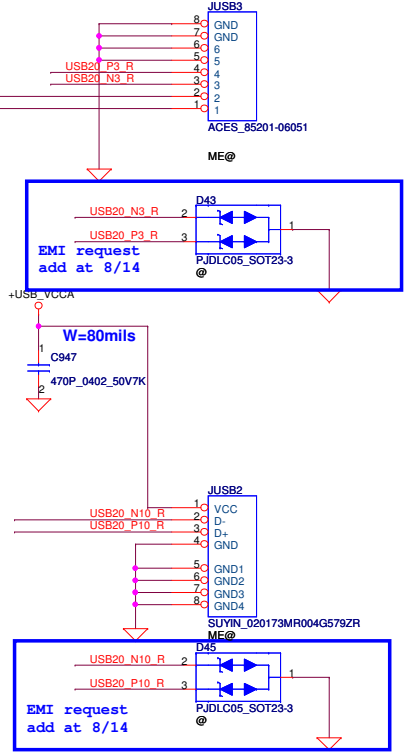 JUSB3
8 GND
7 GND
6 6
5 5
USB20_P3_R 4 4
USB20_N3_R 3 3
2 2
1 1
ACES_85201-06051
ME@
D43
USB20_N3_R 2
1
USB20_P3_R 3
EMI request
add at 8/14
PJDLC05_SOT23-3
@
+USB_VCCA
W=80mils
1
C947
470P_0402_50V7K
2
JUSB2
1 VCC
USB20_N10_R 2 D-
USB20_P10_R 3 D+
4 GND
5 GND1
6 GND2
7 GND3
8 GND4
SUYIN_020173MR004G579ZR
ME@
D45
USB20_N10_R 2
1
USB20_P10_R 3
EMI request
add at 8/14
PJDLC05_SOT23-3
@